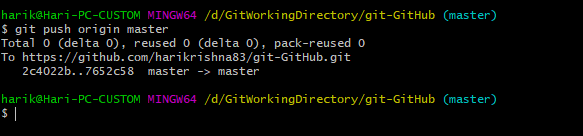 harik@Hari-PC-CUSTOM MINGW64 /d/GitWorkingDirectory/git-GitHub (master)
$ git push origin master
Total 0 (delta 0), reused 0 (delta 0), pack-reused 0
To https://github.com/harikrishna83/git-GitHub.git
   2c4022b..7652c58  master -> master

harik@Hari-PC-CUSTOM MINGW64 /d/GitWorkingDirectory/git-GitHub (master)
$